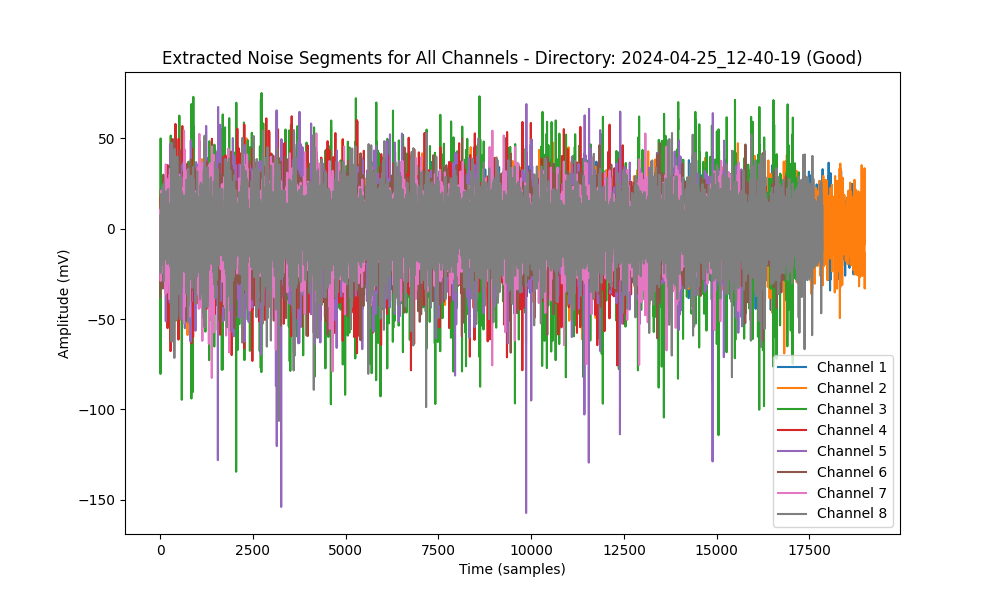 Extracted Noise Segments for All Channels - Directory: 2024-04-25_12-40-19 (Good)
50
0
−50
−100
−150
Amplitude (mV)
0 2500 5000 7500 10000 12500 15000 17500
Time (samples)
Channel 1
Channel 2
Channel 3
Channel 4
Channel 5
Channel 6
Channel 7
Channel 8